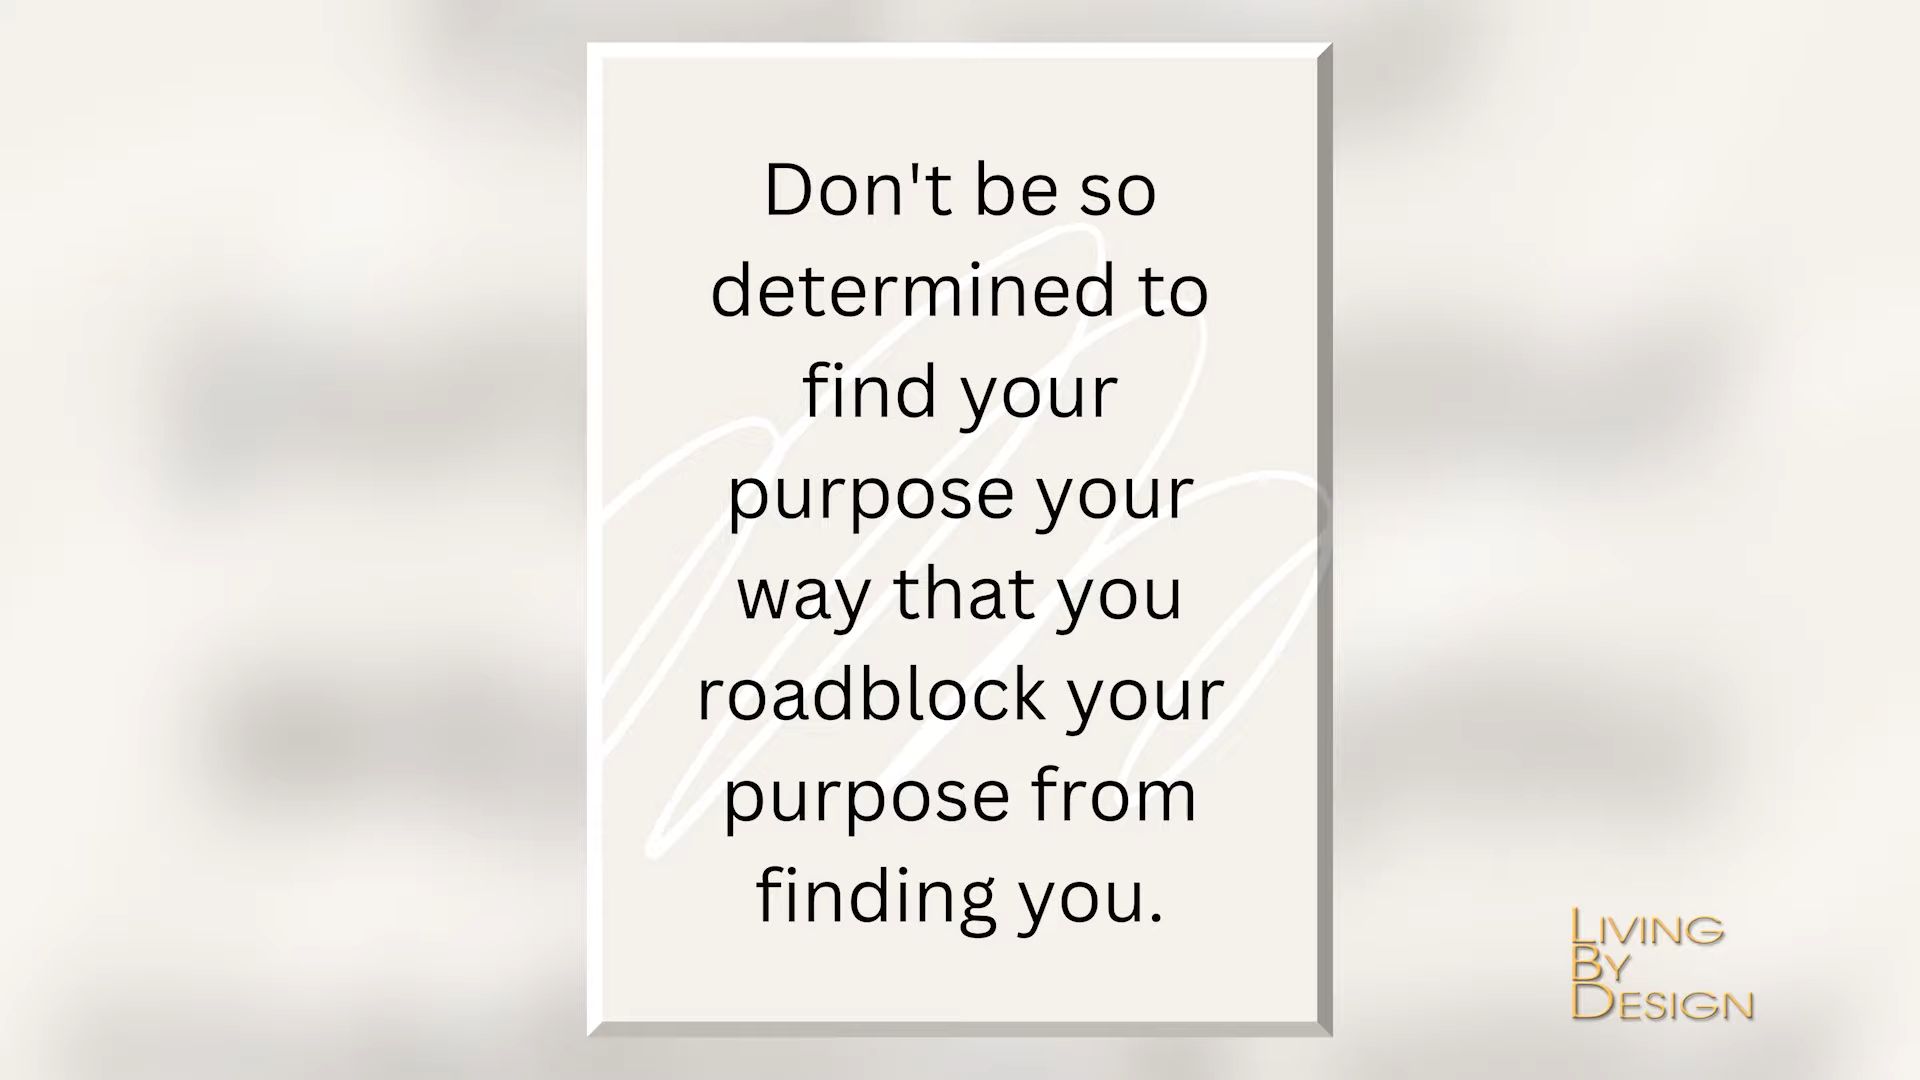 Don't be so
determined to
find your
purpose your
way that you
roadblock your
purpose from
finding you.
LIVING
BY
DESIGN